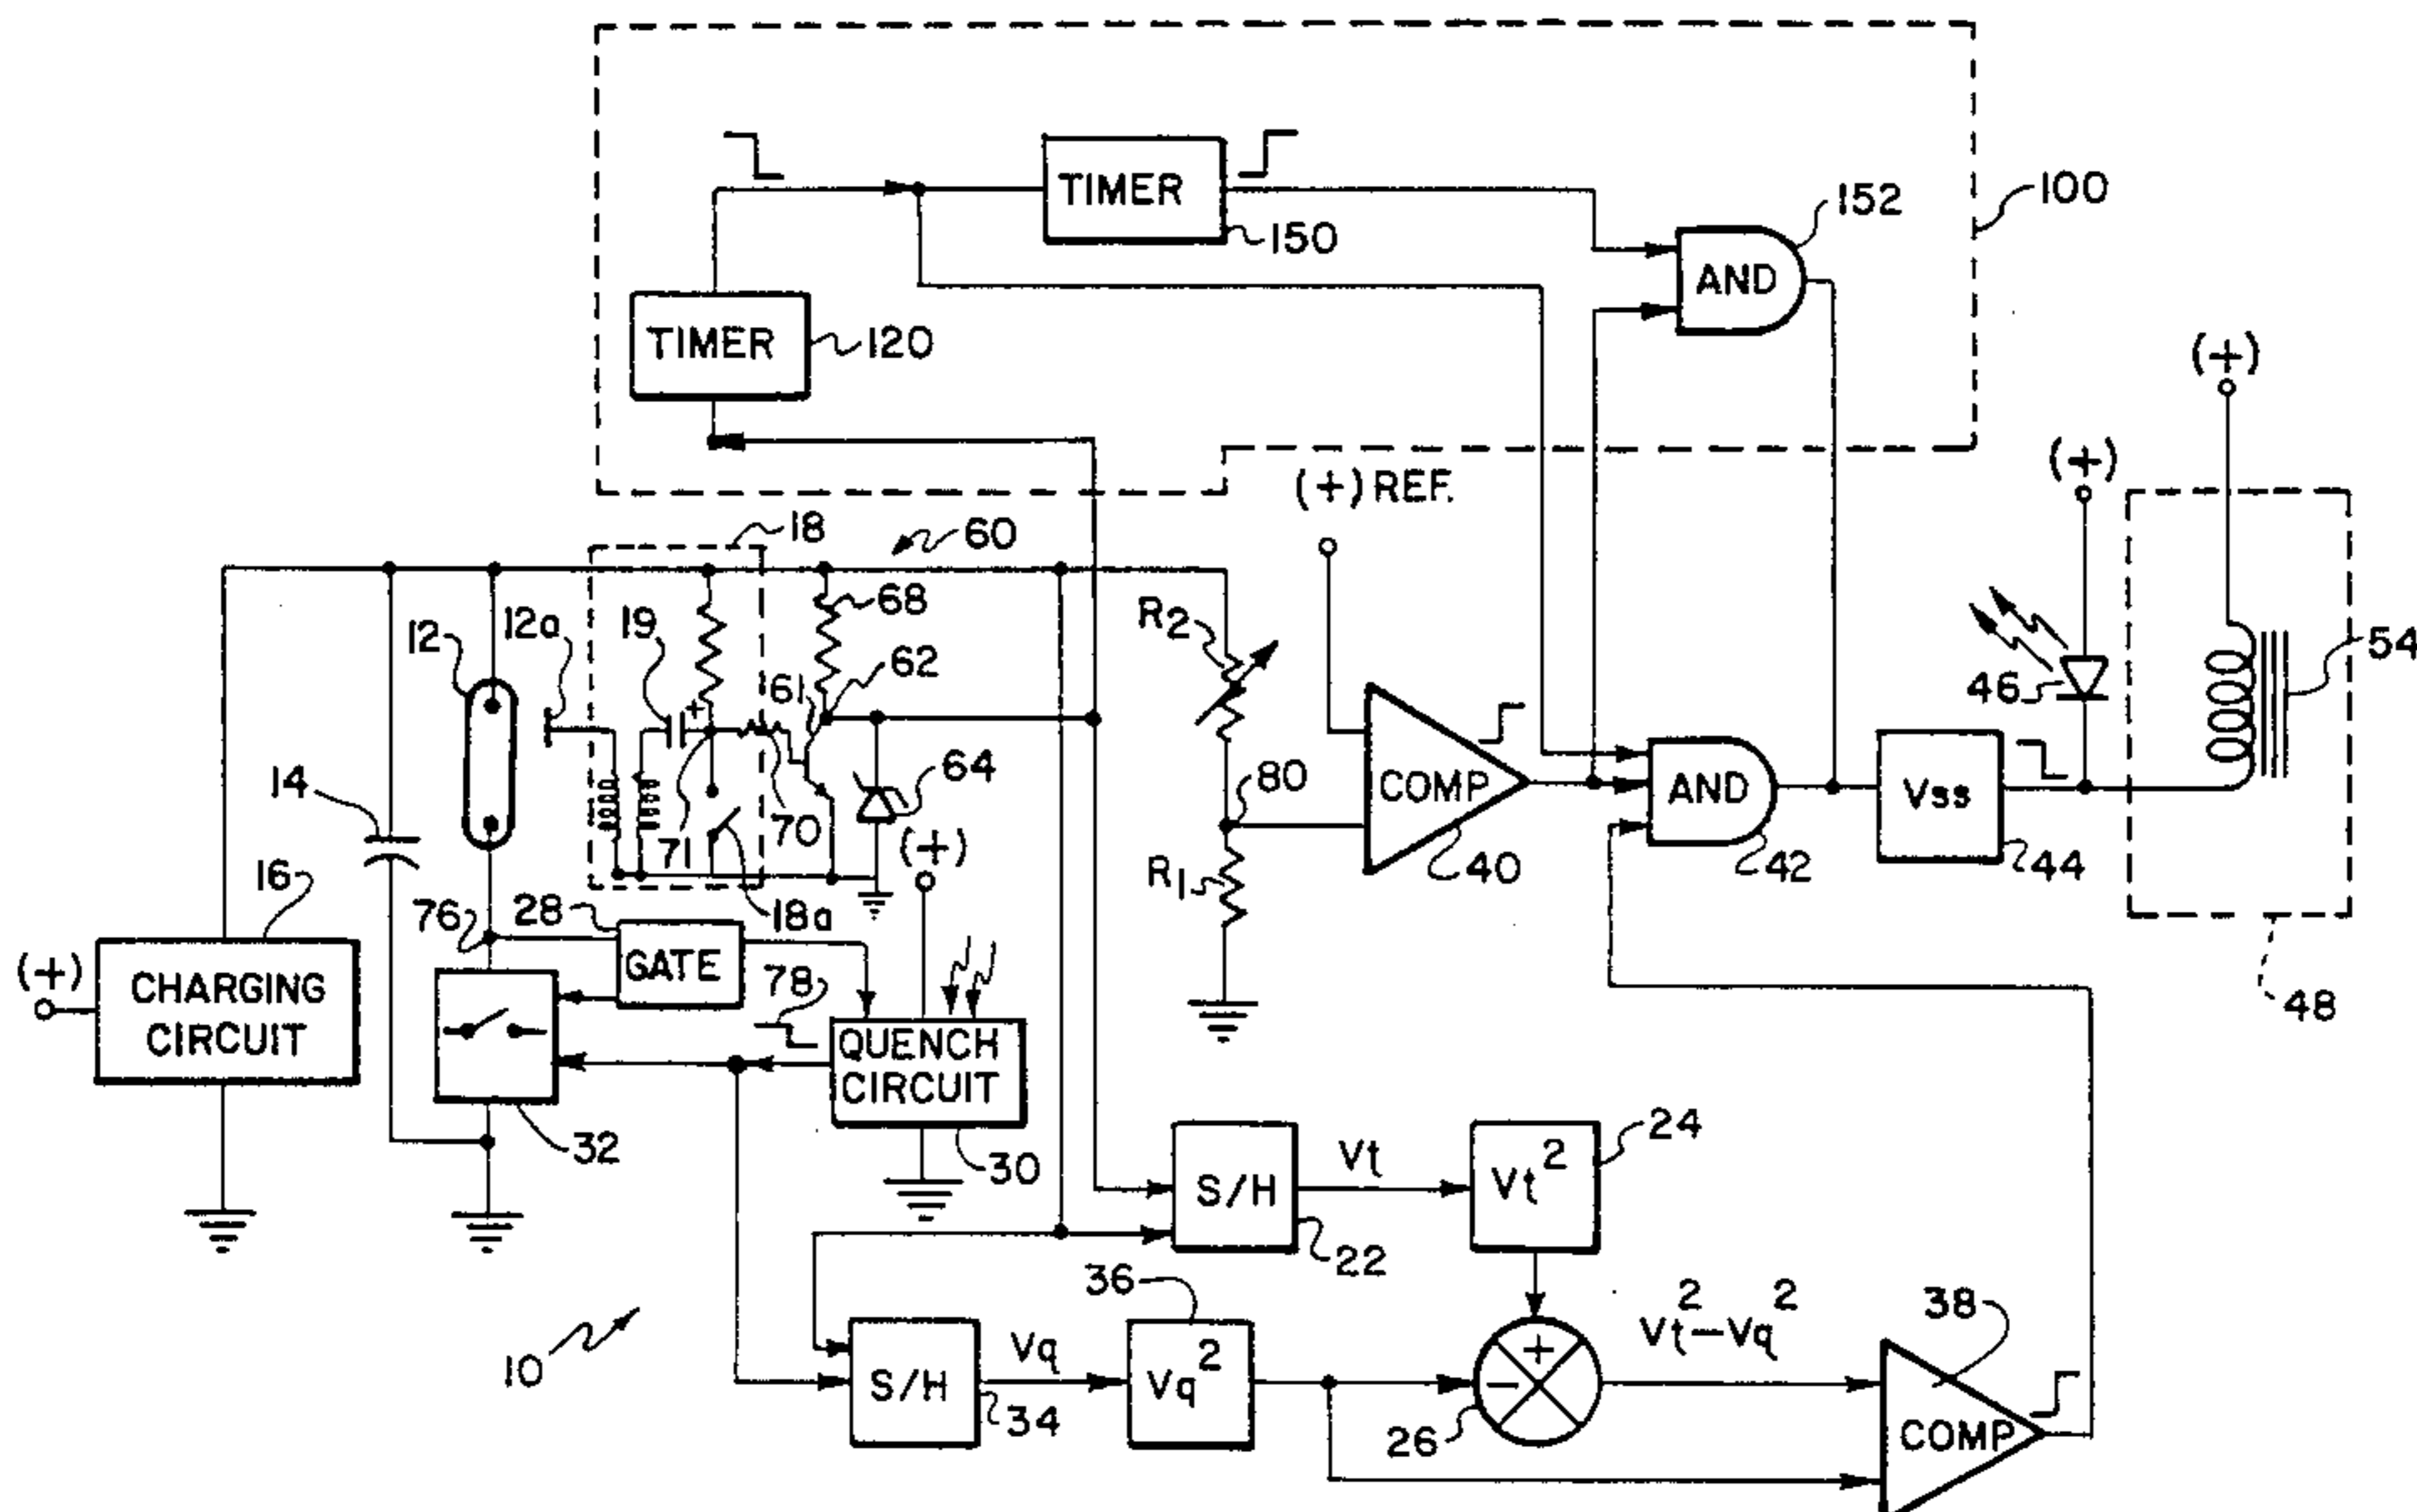 TIMER
150
152
100
AND
TIMER
120
(+)
(+)
(+) REF.
18
60
68
R2
12
12a
19
+
62
61
54
46
COMP
AND
Vss
14
64
80
71
70
(+)
40
42
44
16
R1
76
28
18a
GATE
78
(+)
CHARGING
CIRCUIT
QUENCH
CIRCUIT
48
32
30
S/H
Vt
Vt²
24
22
36
10
S/H
Vq
Vq²
+
−
Vt²−Vq²
38
34
26
COMP